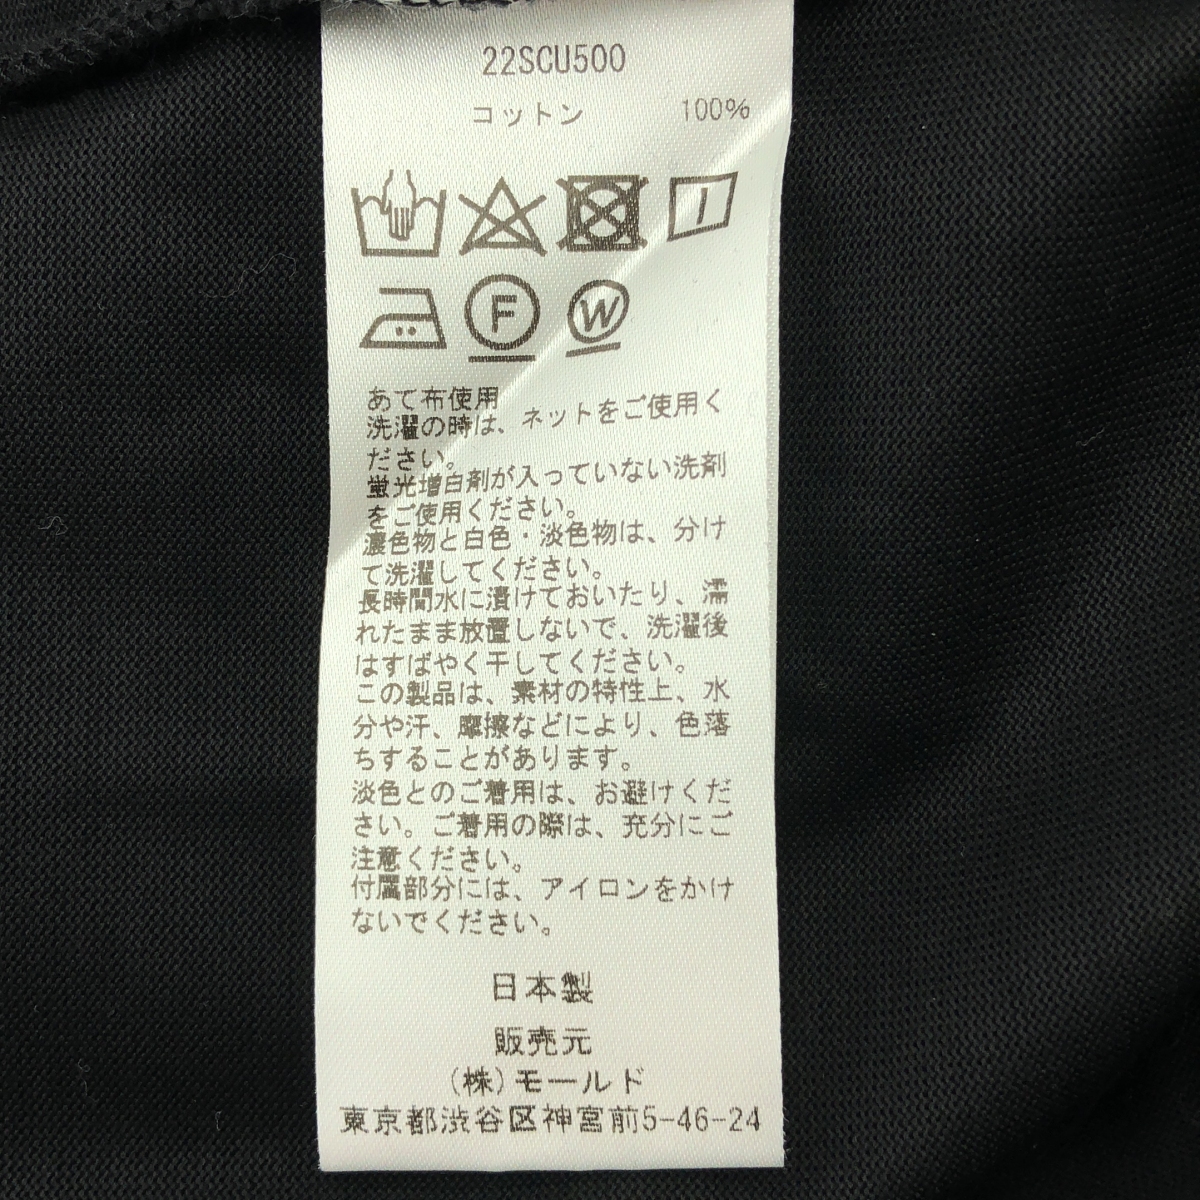 22SCU500
コットン 100%
F W
あて布使用
洗濯の時は、ネットをご使用く
ださい。
蛍光増白剤が入っていない洗剤
をご使用ください。
濃色物と白色・淡色物は、分け
て洗濯してください。
長時間水に漬けておいたり、濡
れたまま放置しないで、洗濯後
はすばやく干してください。
この製品は、素材の特性上、水
分や汗、摩擦などにより、色落
ちすることがあります。
淡色とのご着用は、お避けくだ
さい。ご着用の際は、充分にご
注意ください。
付属部分には、アイロンをかけ
ないでください。
日本製
販売元
(株)モールド
東京都渋谷区神宮前5-46-24